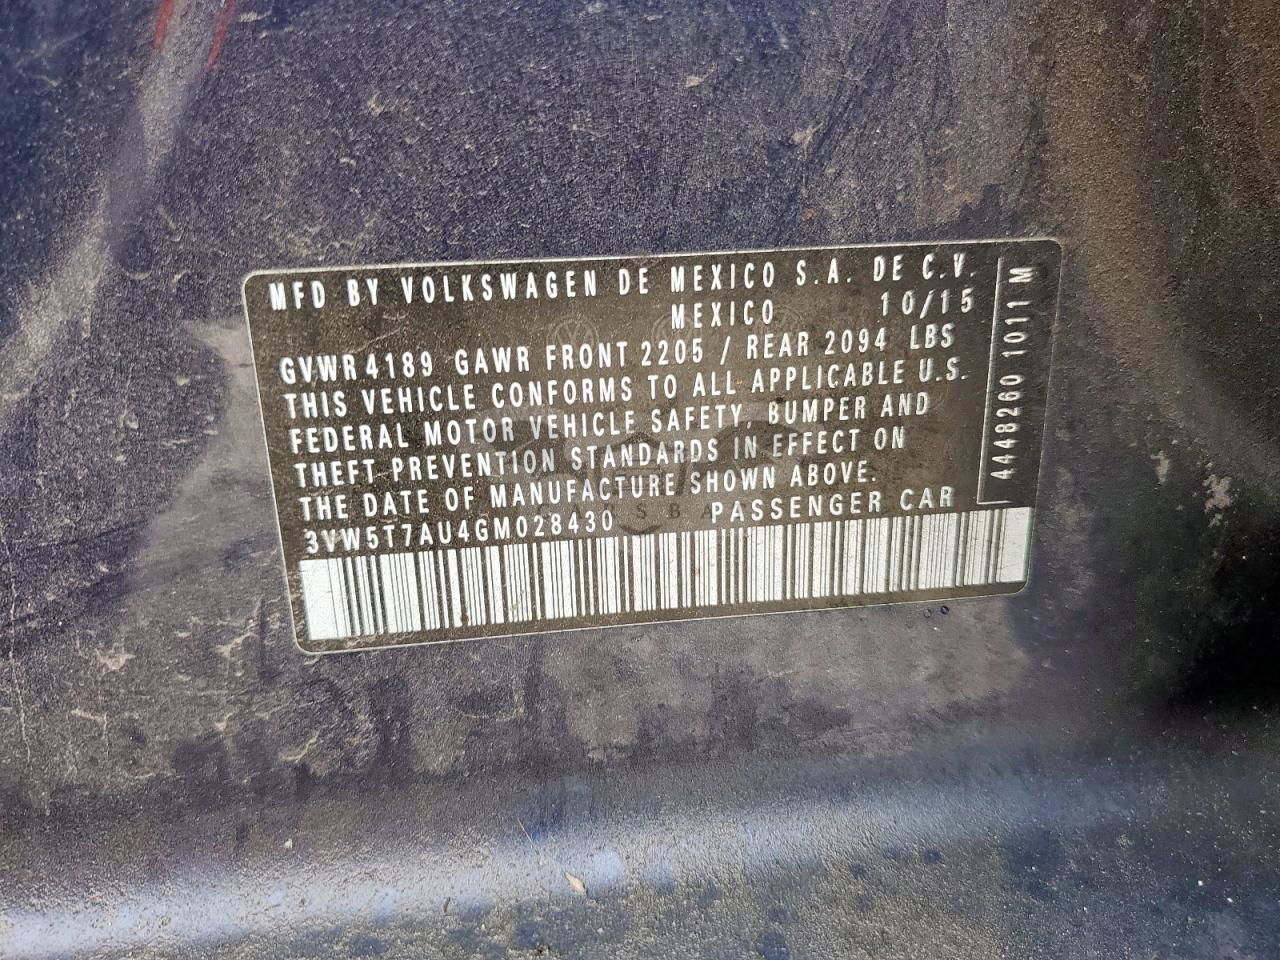 MFD BY VOLKSWAGEN DE MEXICO S.A. DE C.V.
MEXICO 10/15
GVWR 4189 GAWR FRONT 2205 / REAR 2094 LBS
THIS VEHICLE CONFORMS TO ALL APPLICABLE U.S.
FEDERAL MOTOR VEHICLE SAFETY, BUMPER AND
THEFT PREVENTION STANDARDS IN EFFECT ON
THE DATE OF MANUFACTURE SHOWN ABOVE.
3VW5T7AU4GM028430 PASSENGER CAR
4448260 1011 M